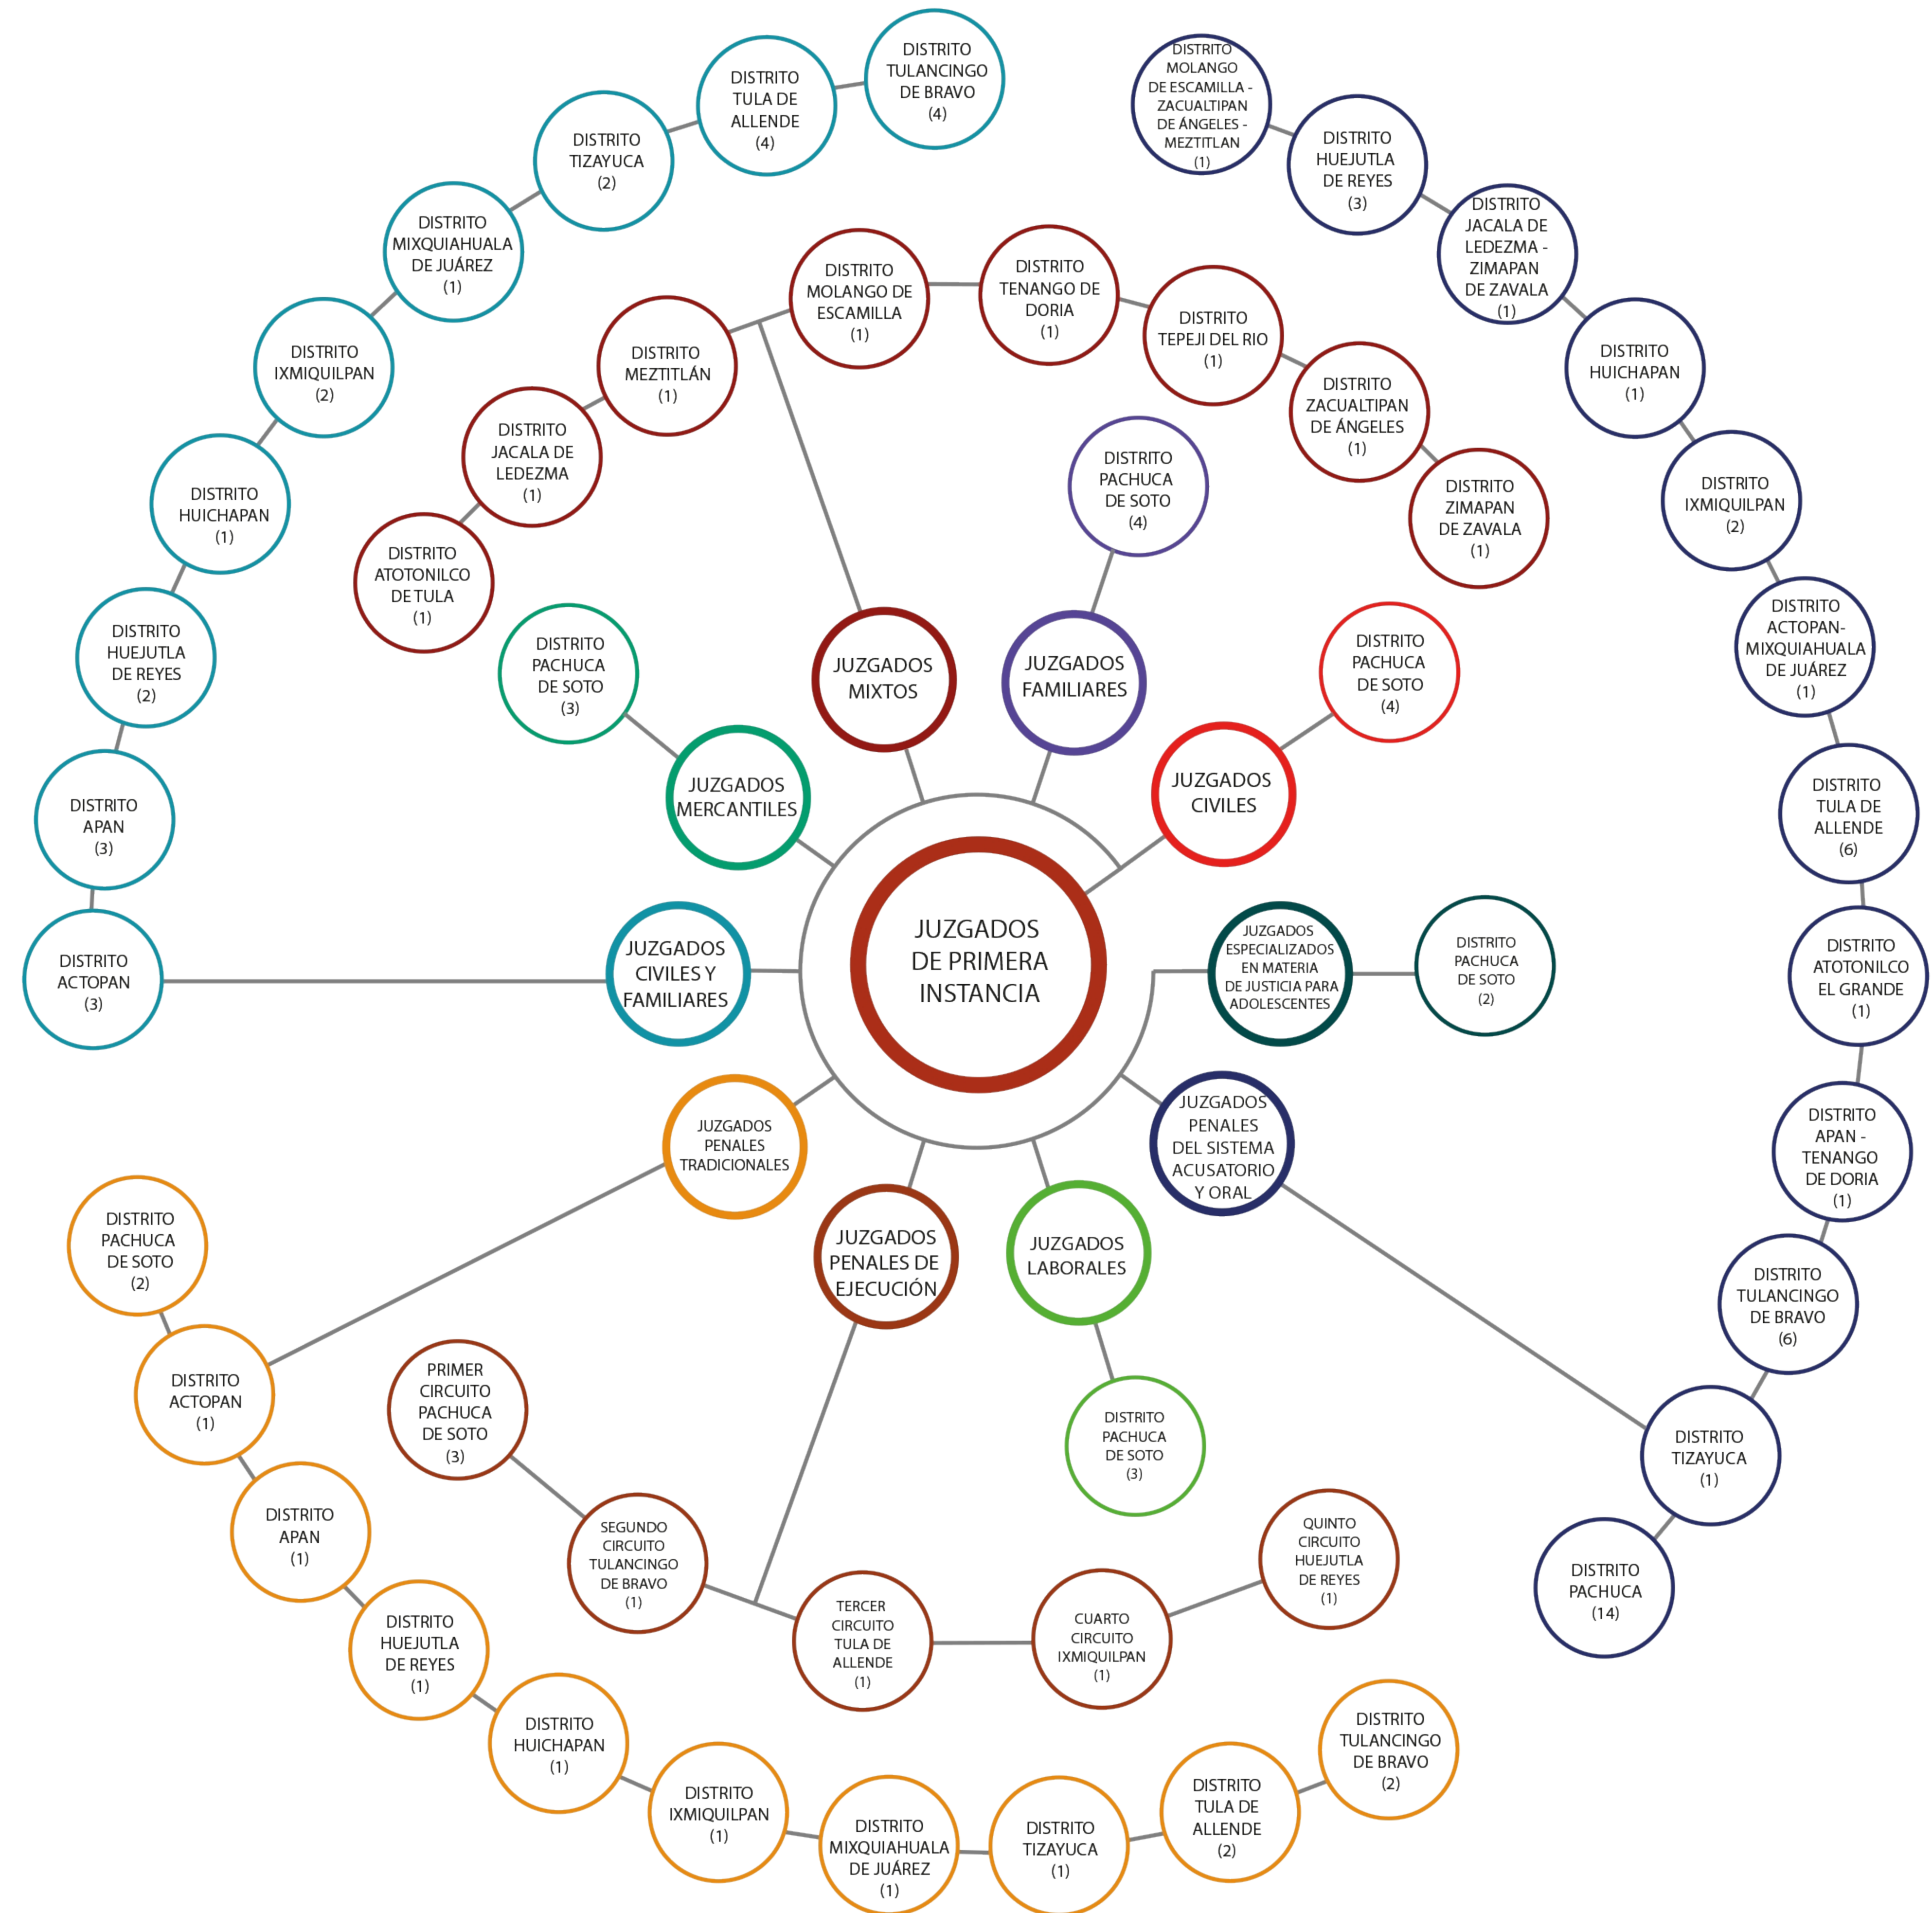 JUZGADOS
DE PRIMERA
INSTANCIA
JUZGADOS
MIXTOS
DISTRITO
ATOTONILCO
DE TULA
(1)
DISTRITO
JACALA DE
LEDEZMA
(1)
DISTRITO
MEZTITLÁN
(1)
DISTRITO
MOLANGO DE
ESCAMILLA
(1)
DISTRITO
TENANGO DE
DORIA
(1)
DISTRITO
TEPEJI DEL RIO
(1)
DISTRITO
ZACUALTIPAN
DE ÁNGELES
(1)
DISTRITO
ZIMAPAN
DE ZAVALA
(1)
JUZGADOS
FAMILIARES
DISTRITO
PACHUCA
DE SOTO
(4)
JUZGADOS
CIVILES
DISTRITO
PACHUCA
DE SOTO
(4)
JUZGADOS
ESPECIALIZADOS
EN MATERIA
DE JUSTICIA PARA
ADOLESCENTES
DISTRITO
PACHUCA
DE SOTO
(2)
JUZGADOS
PENALES
DEL SISTEMA
ACUSATORIO
Y ORAL
DISTRITO
MOLANGO
DE ESCAMILLA -
ZACUALTIPAN
DE ÁNGELES -
MEZTITLAN
(1)
DISTRITO
HUEJUTLA
DE REYES
(3)
DISTRITO
JACALA DE
LEDEZMA -
ZIMAPAN
DE ZAVALA
(1)
DISTRITO
HUICHAPAN
(1)
DISTRITO
IXMIQUILPAN
(2)
DISTRITO
ACTOPAN-
MIXQUIAHUALA
DE JUÁREZ
(1)
DISTRITO
TULA DE
ALLENDE
(6)
DISTRITO
ATOTONILCO
EL GRANDE
(1)
DISTRITO
APAN -
TENANGO
DE DORIA
(1)
DISTRITO
TULANCINGO
DE BRAVO
(6)
DISTRITO
TIZAYUCA
(1)
DISTRITO
PACHUCA
(14)
JUZGADOS
LABORALES
DISTRITO
PACHUCA
DE SOTO
(3)
JUZGADOS
PENALES DE
EJECUCIÓN
PRIMER
CIRCUITO
PACHUCA
DE SOTO
(3)
SEGUNDO
CIRCUITO
TULANCINGO
DE BRAVO
(1)
TERCER
CIRCUITO
TULA DE
ALLENDE
(1)
CUARTO
CIRCUITO
IXMIQUILPAN
(1)
QUINTO
CIRCUITO
HUEJUTLA
DE REYES
(1)
JUZGADOS
PENALES
TRADICIONALES
DISTRITO
PACHUCA
DE SOTO
(2)
DISTRITO
ACTOPAN
(1)
DISTRITO
APAN
(1)
DISTRITO
HUEJUTLA
DE REYES
(1)
DISTRITO
HUICHAPAN
(1)
DISTRITO
IXMIQUILPAN
(1)
DISTRITO
MIXQUIAHUALA
DE JUÁREZ
(1)
DISTRITO
TIZAYUCA
(1)
DISTRITO
TULA DE
ALLENDE
(2)
DISTRITO
TULANCINGO
DE BRAVO
(2)
JUZGADOS
CIVILES Y
FAMILIARES
DISTRITO
ACTOPAN
(3)
DISTRITO
APAN
(3)
DISTRITO
HUEJUTLA
DE REYES
(2)
DISTRITO
HUICHAPAN
(1)
DISTRITO
IXMIQUILPAN
(2)
DISTRITO
MIXQUIAHUALA
DE JUÁREZ
(1)
DISTRITO
TIZAYUCA
(2)
DISTRITO
TULA DE
ALLENDE
(4)
DISTRITO
TULANCINGO
DE BRAVO
(4)
JUZGADOS
MERCANTILES
DISTRITO
PACHUCA
DE SOTO
(3)